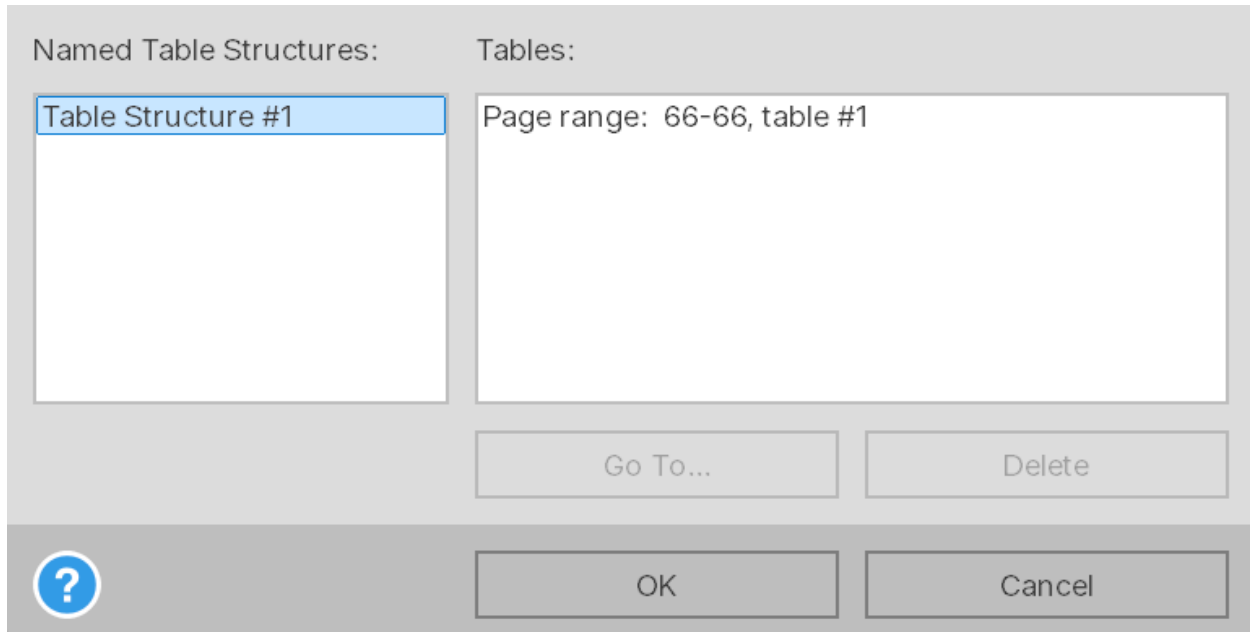 Named Table Structures:
Tables:
Table Structure #1
Page range:  66-66, table #1
Go To...
Delete
?
OK
Cancel